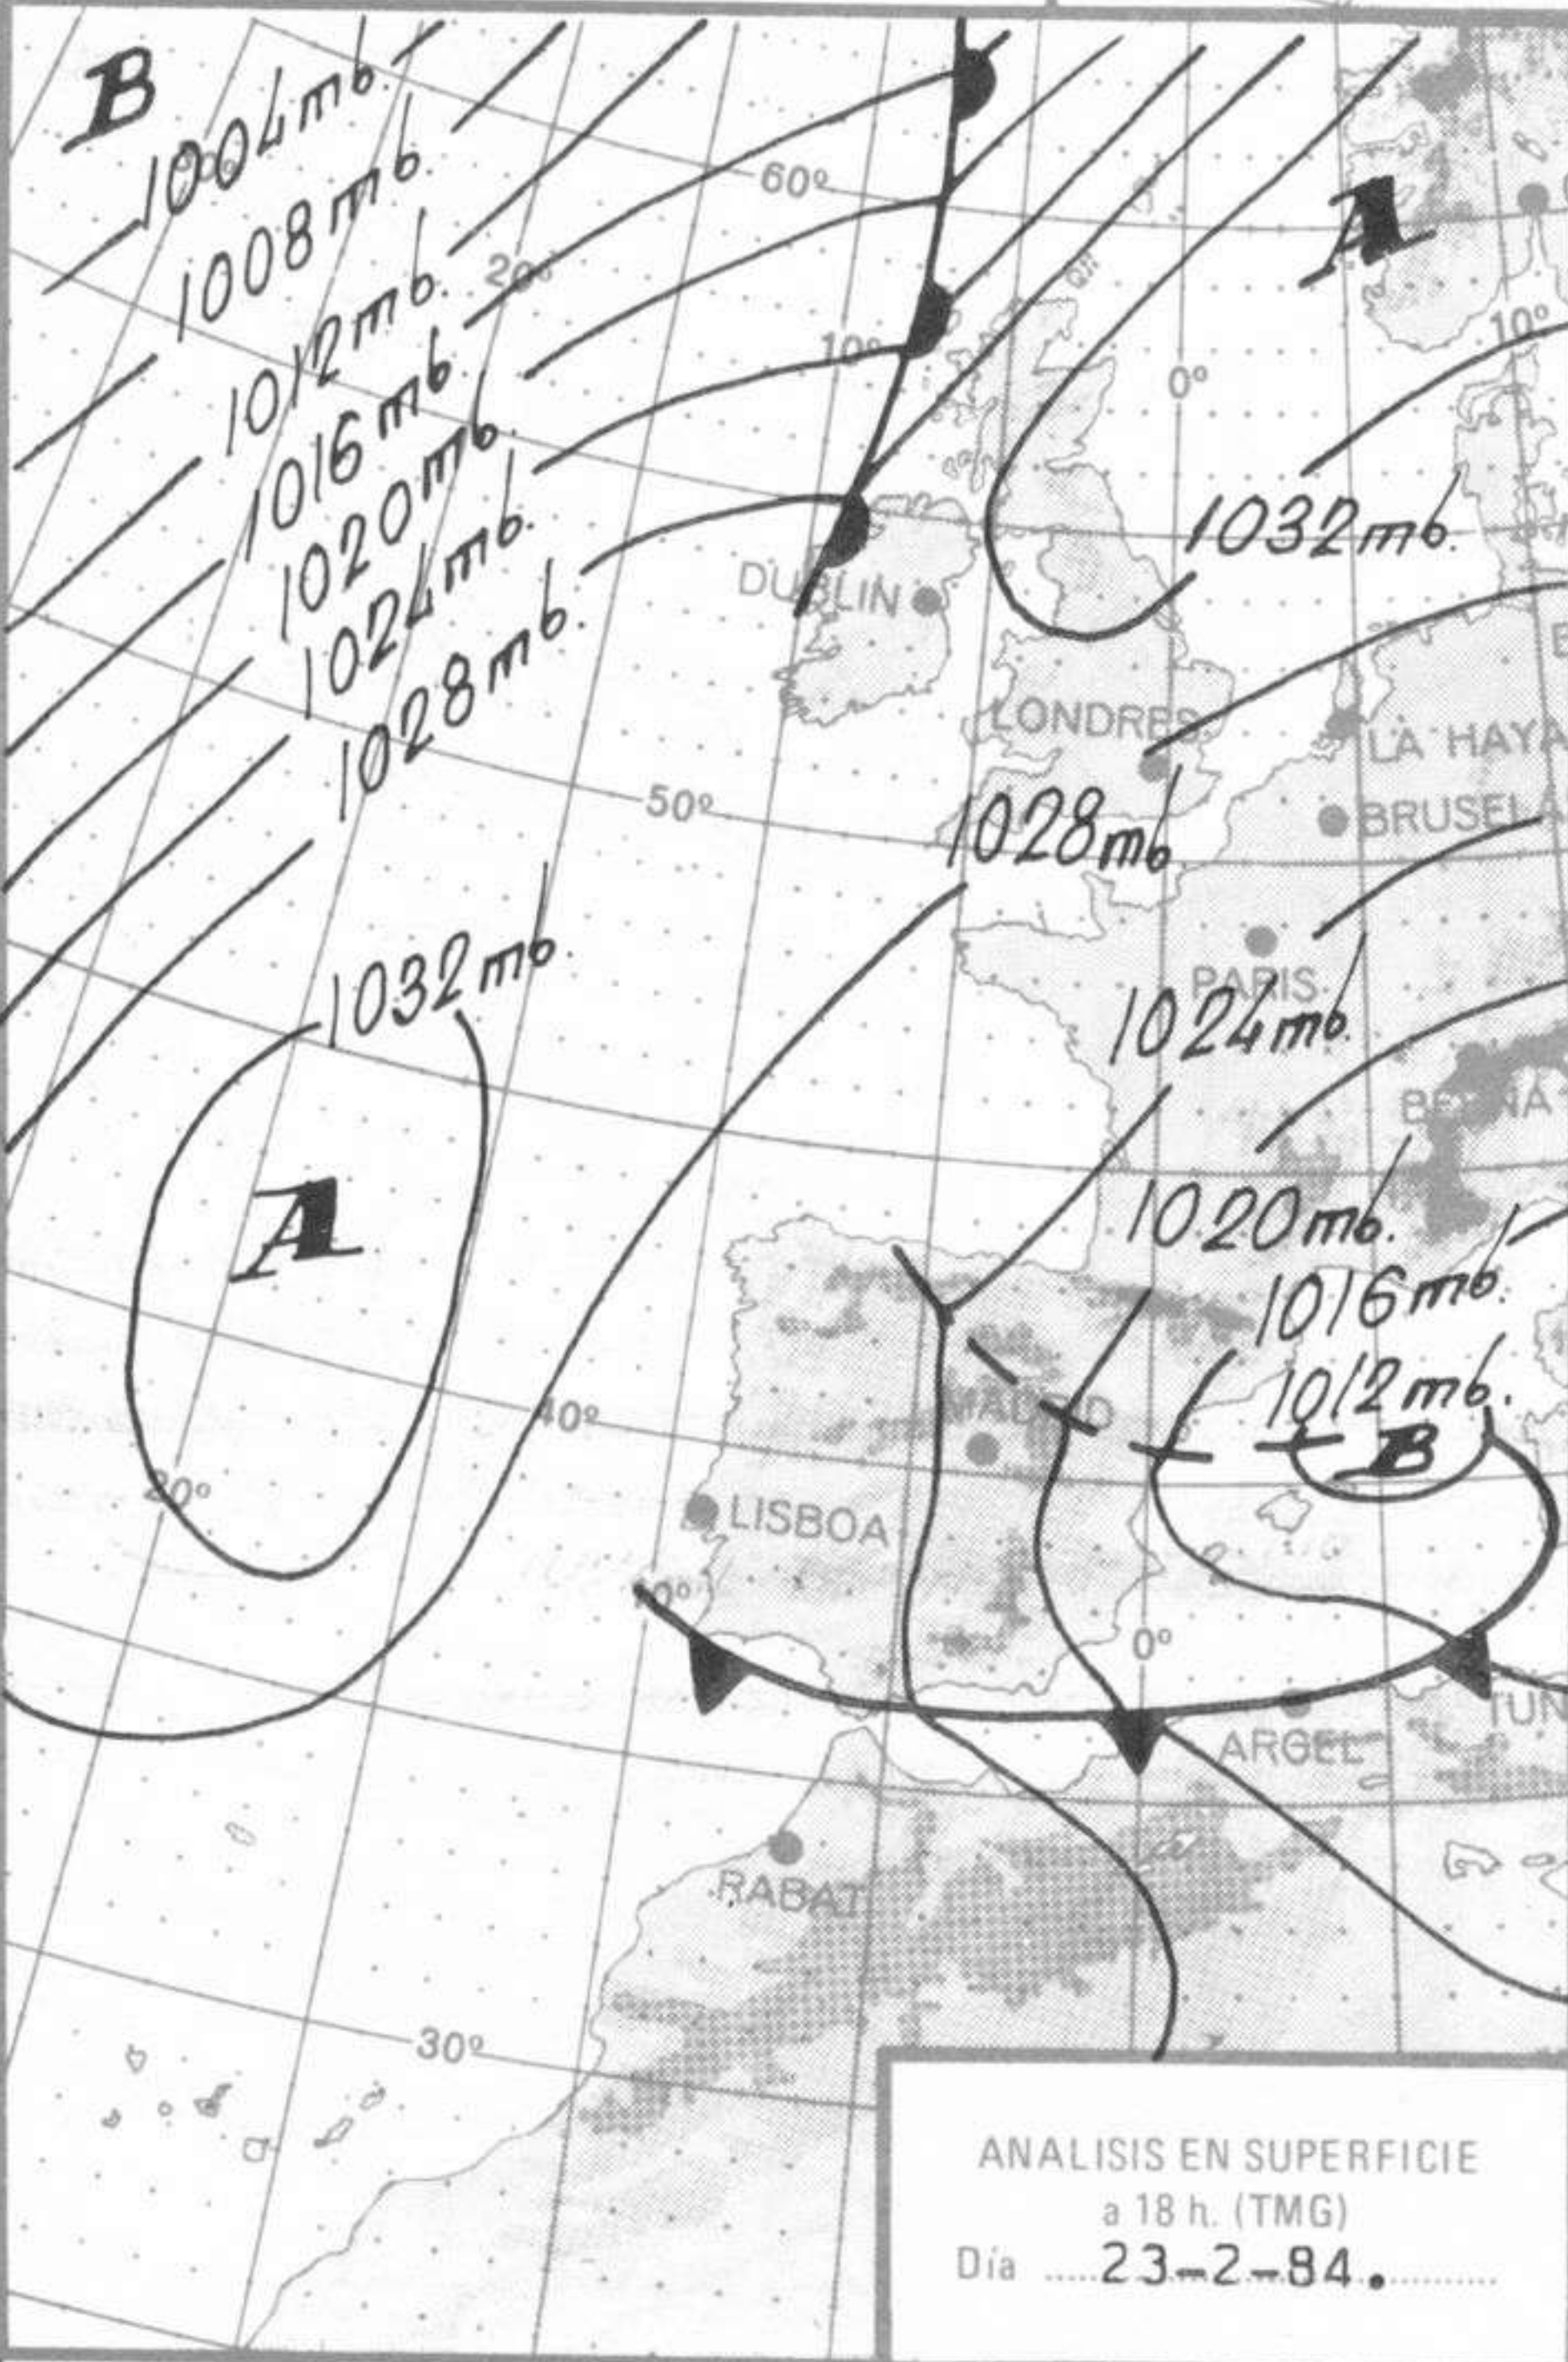 B
1004mb.
1008mb.
60º
A
1012mb.
20º
10º
10º
1016mb.
0º
1020mb.
1024mb.
1032mb.
DUBLIN
1028mb.
LONDRES
LA HAYA
50º
BRUSELA
1028mb
1032mb.
PARIS
1024mb.
BERNA
A
1020mb.
1016mb.
1012mb.
40º
MADRID
B
20º
LISBOA
10º
0º
TUN
ARGEL
RABAT
30º
ANALISIS EN SUPERFICIE
a 18 h. (TMG)
Día 23-2-84.